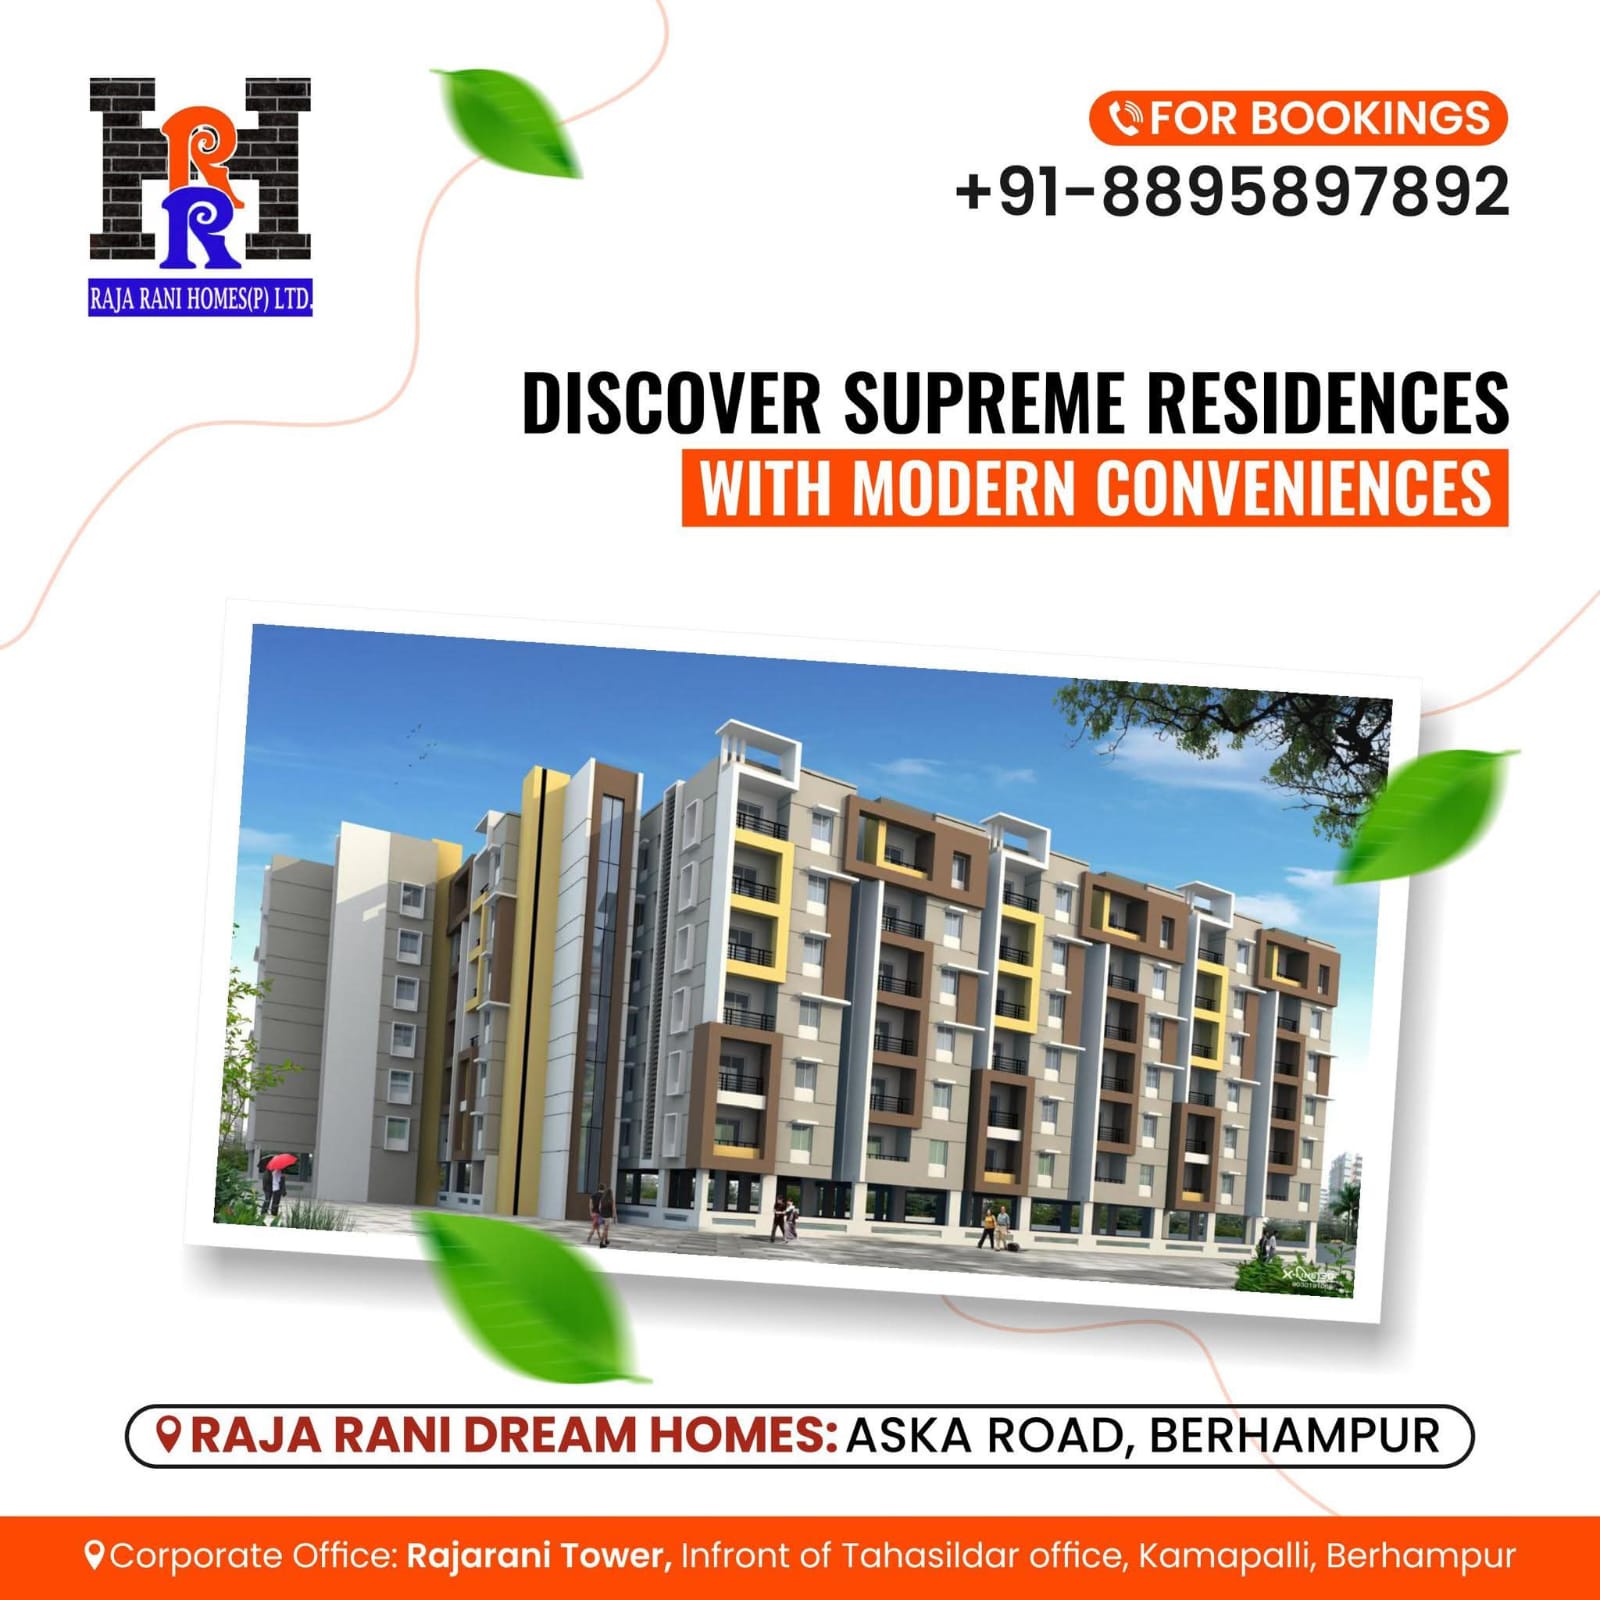 RR
RAJA RANI HOMES(P) LTD.
FOR BOOKINGS
+91-8895897892
DISCOVER SUPREME RESIDENCES
WITH MODERN CONVENIENCES
RAJA RANI DREAM HOMES: ASKA ROAD, BERHAMPUR
Corporate Office: Rajarani Tower, Infront of Tahasildar office, Kamapalli, Berhampur